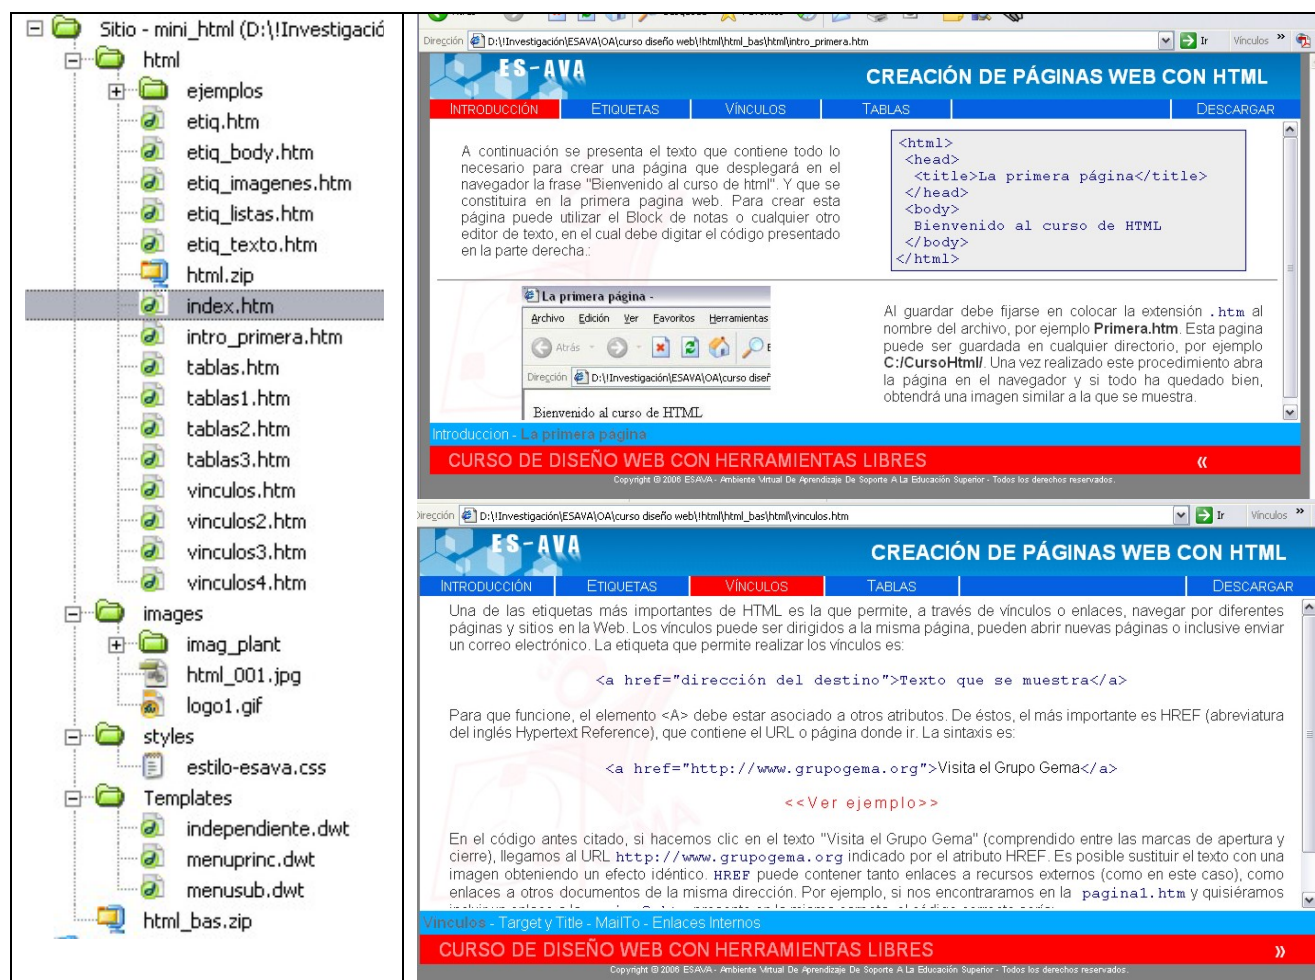 Sitio - mini_html (D:\!Investigació
html
ejemplos
etiq.htm
etiq_body.htm
etiq_imagenes.htm
etiq_listas.htm
etiq_texto.htm
html.zip
index.htm
intro_primera.htm
tablas.htm
tablas1.htm
tablas2.htm
tablas3.htm
vinculos.htm
vinculos2.htm
vinculos3.htm
vinculos4.htm
images
imag_plant
html_001.jpg
logo1.gif
styles
estilo-esava.css
Templates
independiente.dwt
menuprinc.dwt
menusub.dwt
html_bas.zip
Dirección D:\!Investigación\ESAVA\OA\curso diseño web\!html\html_bas\html\intro_primera.htm Ir Vínculos »
ES-AVA
CREACIÓN DE PÁGINAS WEB CON HTML
INTRODUCCIÓN ETIQUETAS VÍNCULOS TABLAS DESCARGAR
A continuación se presenta el texto que contiene todo lo
necesario para crear una página que desplegará en el
navegador la frase "Bienvenido al curso de html". Y que se
constituira en la primera pagina web. Para crear esta
página puede utilizar el Block de notas o cualquier otro
editor de texto, en el cual debe digitar el código presentado
en la parte derecha.:
<html>
<head>
<title>La primera página</title>
</head>
<body>
Bienvenido al curso de HTML
</body>
</html>
La primera página -
Archivo Edición Ver Favoritos Herramientas
Atrás
Dirección D:\!Investigación\ESAVA\OA\curso diseñ
Bienvenido al curso de HTML
Al guardar debe fijarse en colocar la extensión .htm al
nombre del archivo, por ejemplo Primera.htm. Esta pagina
puede ser guardada en cualquier directorio, por ejemplo
C:/CursoHtml/. Una vez realizado este procedimiento abra
la página en el navegador y si todo ha quedado bien,
obtendrá una imagen similar a la que se muestra.
Introduccion - La primera pagina
CURSO DE DISEÑO WEB CON HERRAMIENTAS LIBRES «
Copyright © 2006 ESAVA - Ambiente Virtual De Aprendizaje De Soporte A La Educación Superior - Todos los derechos reservados.
Dirección D:\!Investigación\ESAVA\OA\curso diseño web\!html\html_bas\html\vinculos.htm Ir Vínculos »
ES-AVA
CREACIÓN DE PÁGINAS WEB CON HTML
INTRODUCCIÓN ETIQUETAS VÍNCULOS TABLAS DESCARGAR
Una de las etiquetas más importantes de HTML es la que permite, a través de vínculos o enlaces, navegar por diferentes
páginas y sitios en la Web. Los vínculos puede ser dirigidos a la misma página, pueden abrir nuevas páginas o inclusive enviar
un correo electrónico. La etiqueta que permite realizar los vínculos es:
<a href="dirección del destino">Texto que se muestra</a>
Para que funcione, el elemento <A> debe estar asociado a otros atributos. De éstos, el más importante es HREF (abreviatura
del inglés Hypertext Reference), que contiene el URL o página donde ir. La sintaxis es:
<a href="http://www.grupogema.org">Visita el Grupo Gema</a>
<<Ver ejemplo>>
En el código antes citado, si hacemos clic en el texto "Visita el Grupo Gema" (comprendido entre las marcas de apertura y
cierre), llegamos al URL http://www.grupogema.org indicado por el atributo HREF. Es posible sustituir el texto con una
imagen obteniendo un efecto idéntico. HREF puede contener tanto enlaces a recursos externos (como en este caso), como
enlaces a otros documentos de la misma dirección. Por ejemplo, si nos encontraramos en la pagina1.htm y quisiéramos
Vinculos - Target y Title - MailTo - Enlaces Internos
CURSO DE DISEÑO WEB CON HERRAMIENTAS LIBRES »
Copyright © 2006 ESAVA - Ambiente Virtual De Aprendizaje De Soporte A La Educación Superior - Todos los derechos reservados.